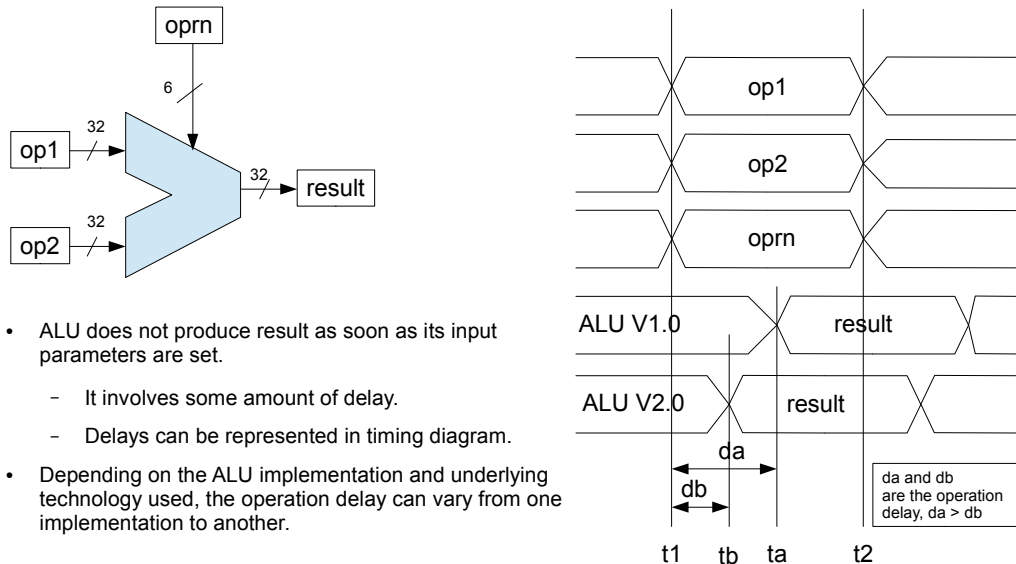 oprn
6
32
op1
32
result
32
op2
• ALU does not produce result as soon as its input
parameters are set.
– It involves some amount of delay.
– Delays can be represented in timing diagram.
• Depending on the ALU implementation and underlying
technology used, the operation delay can vary from one
implementation to another.
op1
op2
oprn
ALU V1.0 result
ALU V2.0 result
da
db
da and db
are the operation
delay, da > db
t1 tb ta t2